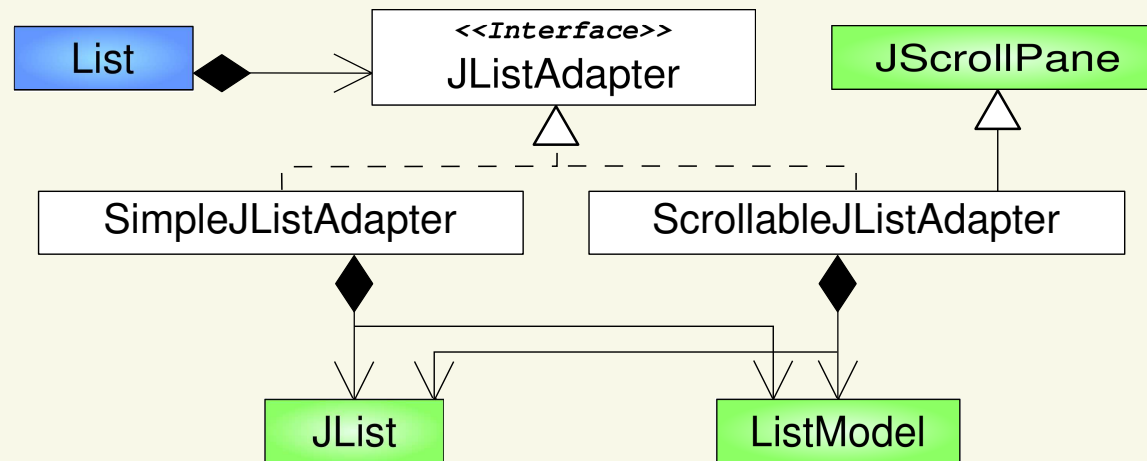 List
<<Interface>>
JListAdapter
JScrollPane
SimpleJListAdapter
ScrollableJListAdapter
JList
ListModel